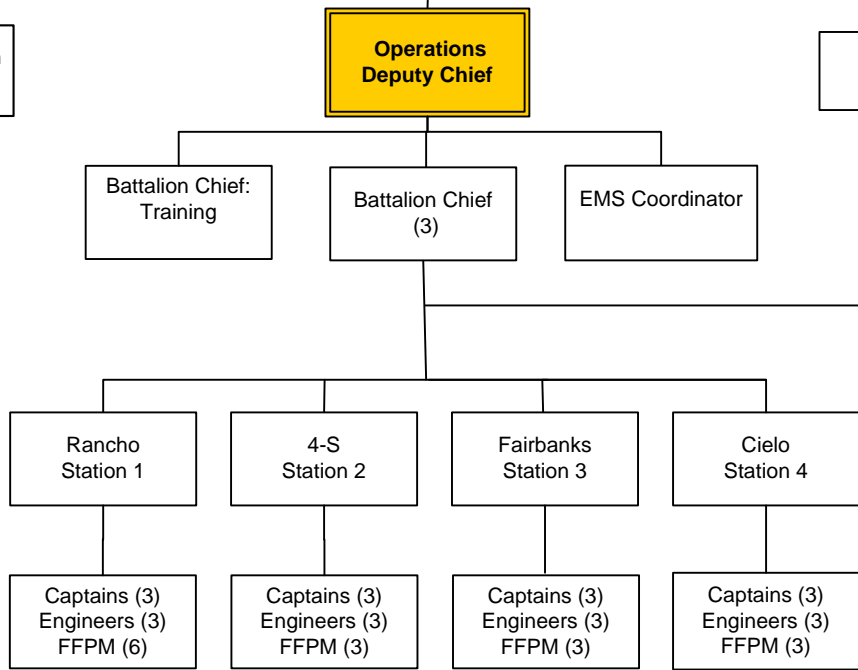 Operations
Deputy Chief
Battalion Chief:
Training
Battalion Chief
(3)
EMS Coordinator
Rancho
Station 1
4-S
Station 2
Fairbanks
Station 3
Cielo
Station 4
Captains (3)
Engineers (3)
FFPM (6)
Captains (3)
Engineers (3)
FFPM (3)
Captains (3)
Engineers (3)
FFPM (3)
Captains (3)
Engineers (3)
FFPM (3)